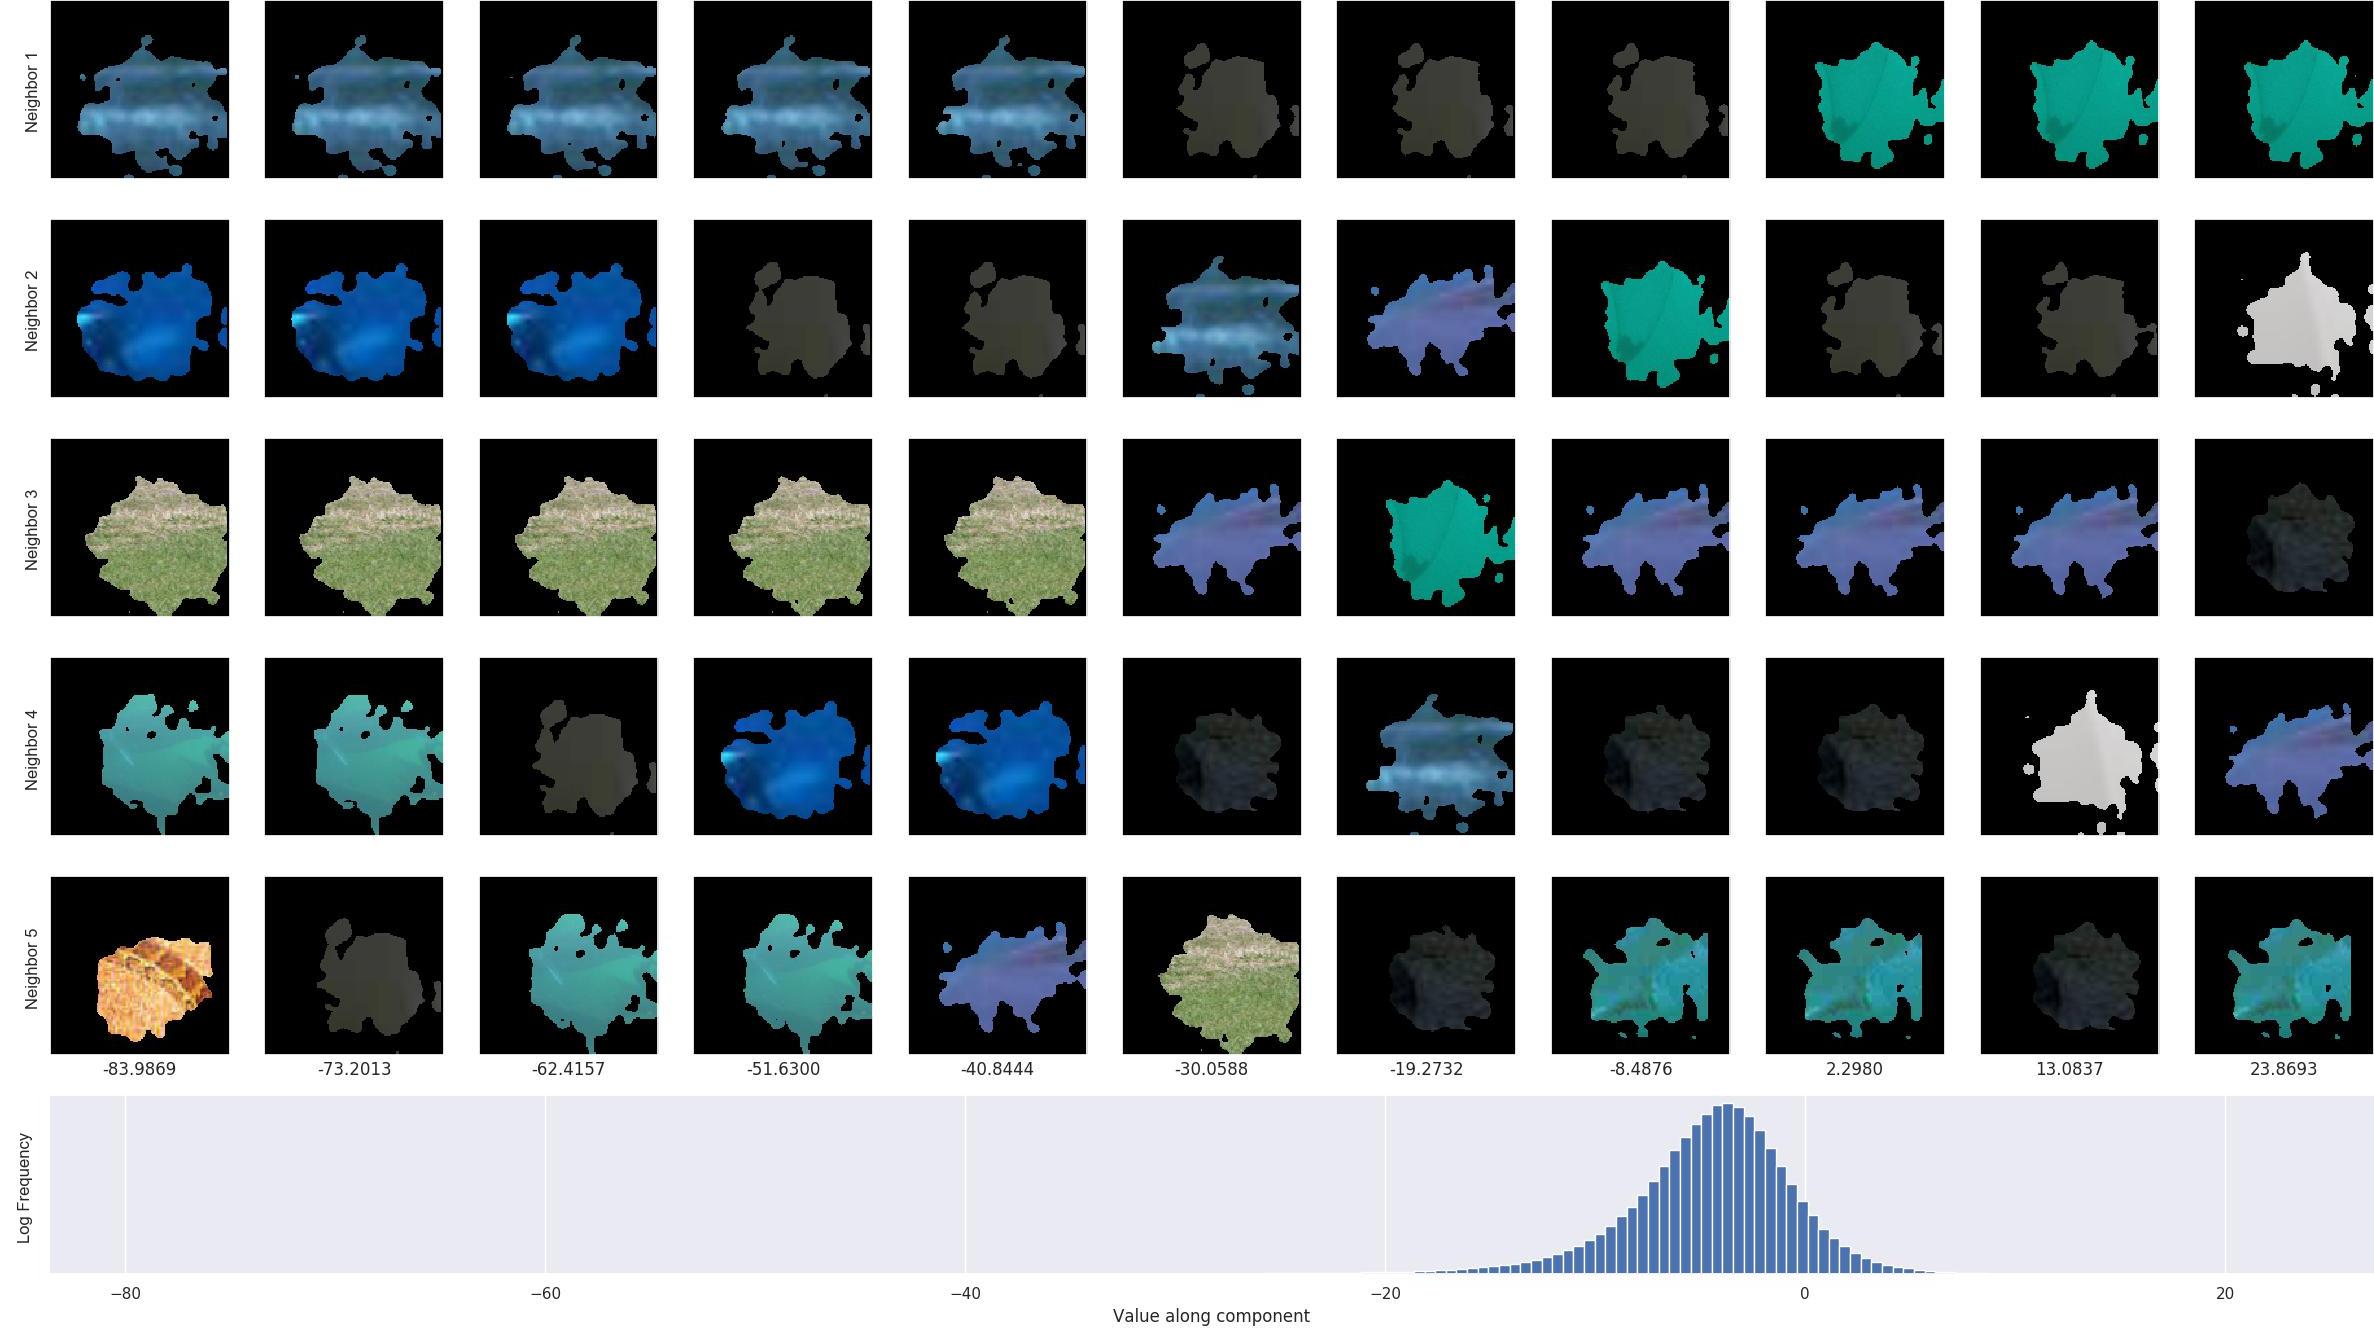 Neighbor 1
Neighbor 2
Neighbor 3
Neighbor 4
Neighbor 5
-83.9869 -73.2013 -62.4157 -51.6300 -40.8444 -30.0588 -19.2732 -8.4876 2.2980 13.0837 23.8693
Log Frequency
−80 −60 −40 −20 0 20
Value along component